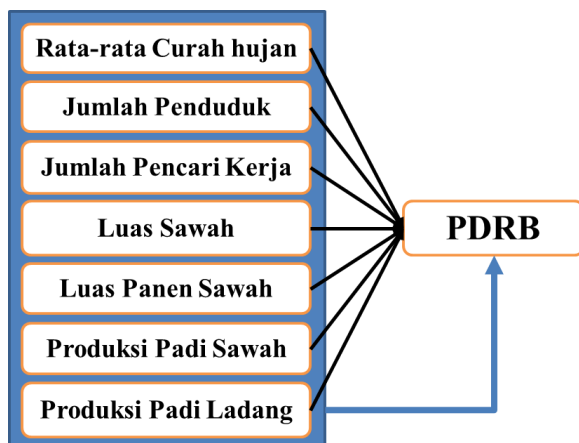 Rata-rata Curah hujan
Jumlah Penduduk
Jumlah Pencari Kerja
Luas Sawah
Luas Panen Sawah
Produksi Padi Sawah
Produksi Padi Ladang
PDRB